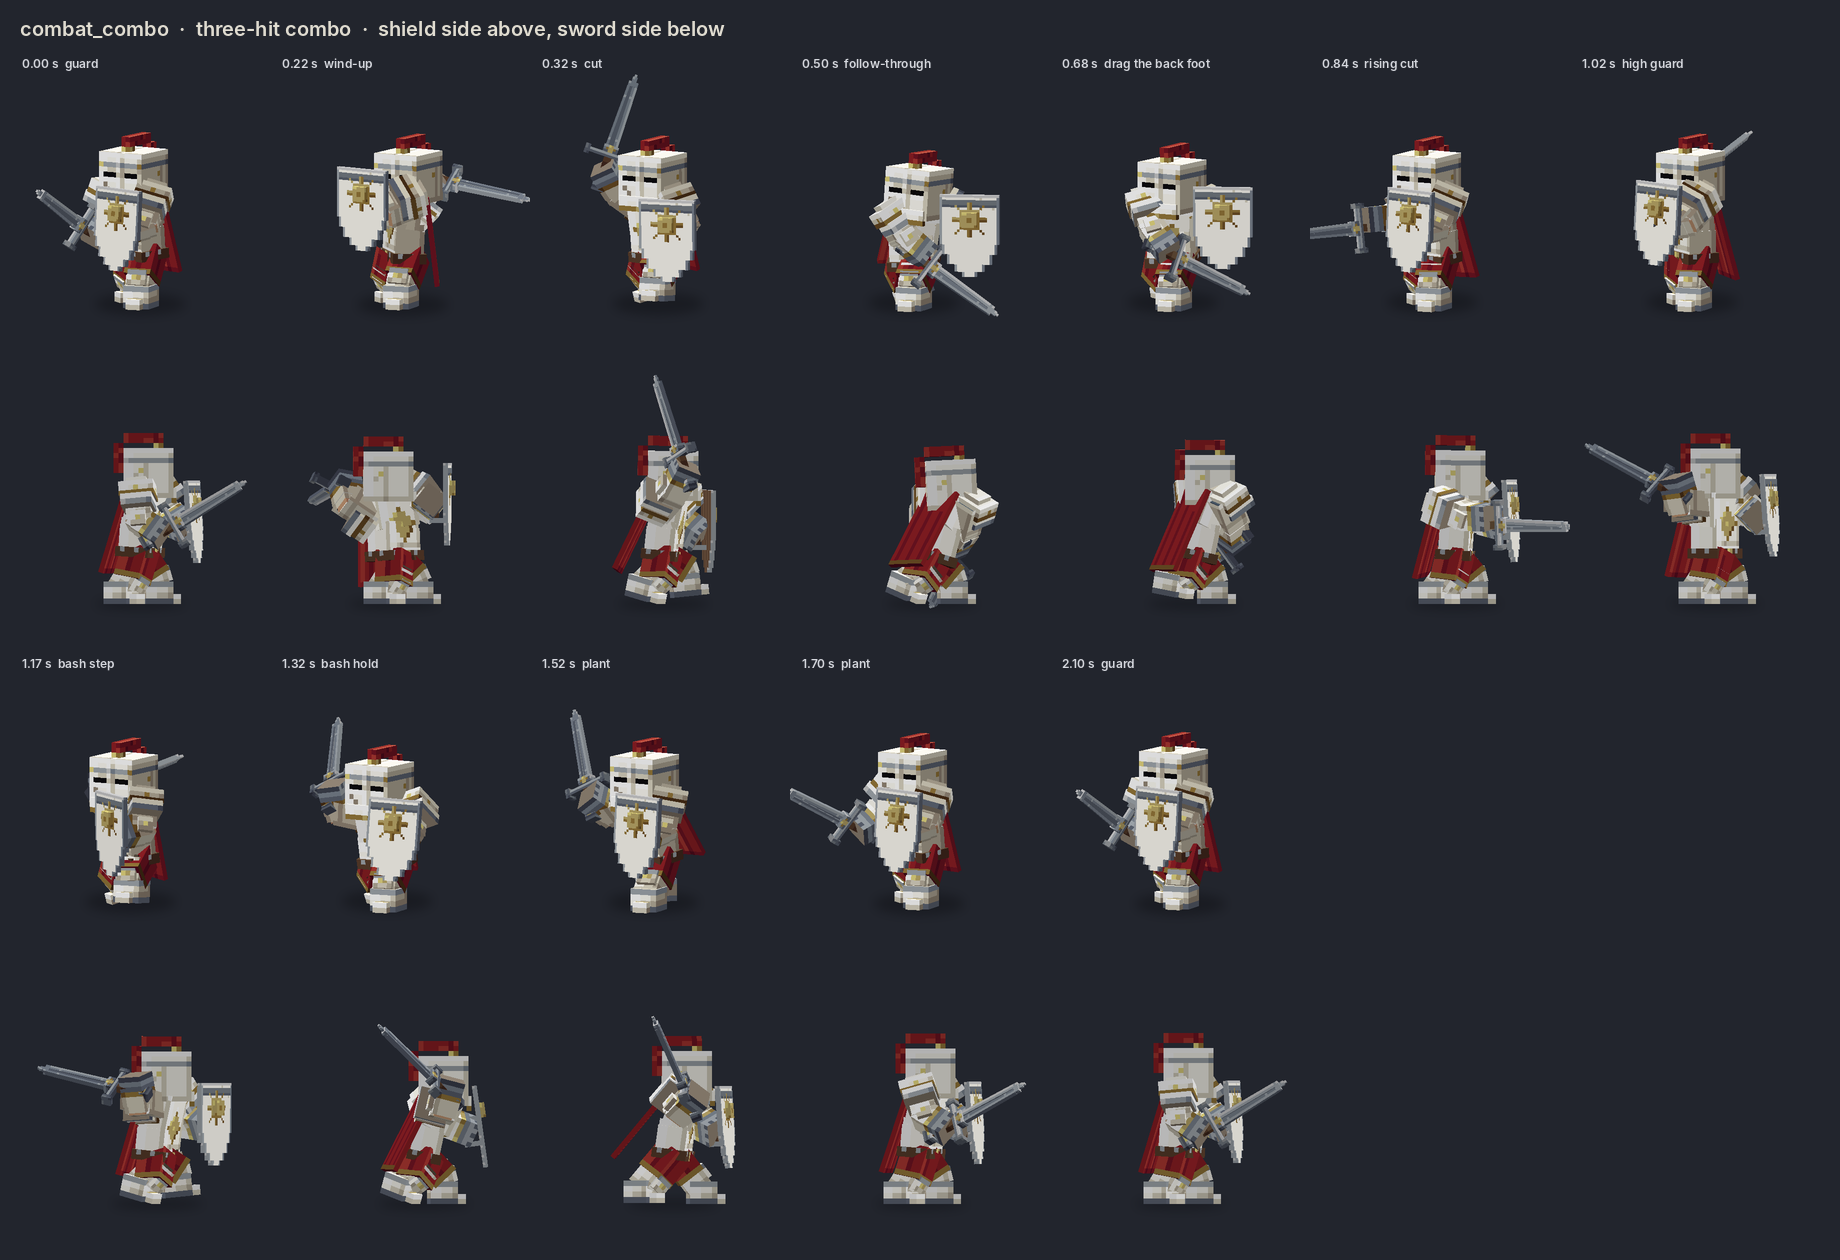 combat_combo · three-hit combo · shield side above, sword side below
0.00 s guard
0.22 s wind-up
0.32 s cut
0.50 s follow-through
0.68 s drag the back foot
0.84 s rising cut
1.02 s high guard
1.17 s bash step
1.32 s bash hold
1.52 s plant
1.70 s plant
2.10 s guard